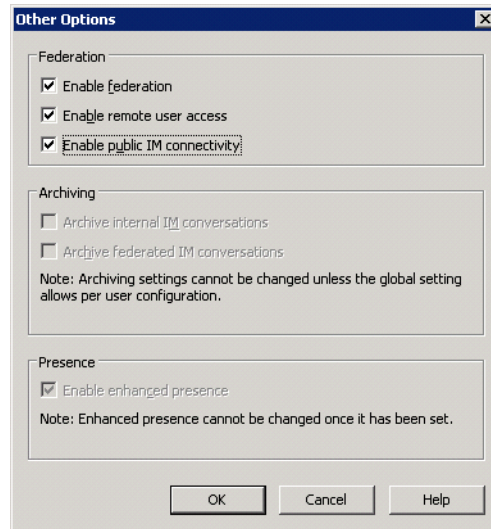 Other Options
Federation
Enable federation
Enable remote user access
Enable public IM connectivity
Archiving
Archive internal IM conversations
Archive federated IM conversations
Note: Archiving settings cannot be changed unless the global setting
allows per user configuration.
Presence
Enable enhanced presence
Note: Enhanced presence cannot be changed once it has been set.
OK Cancel Help